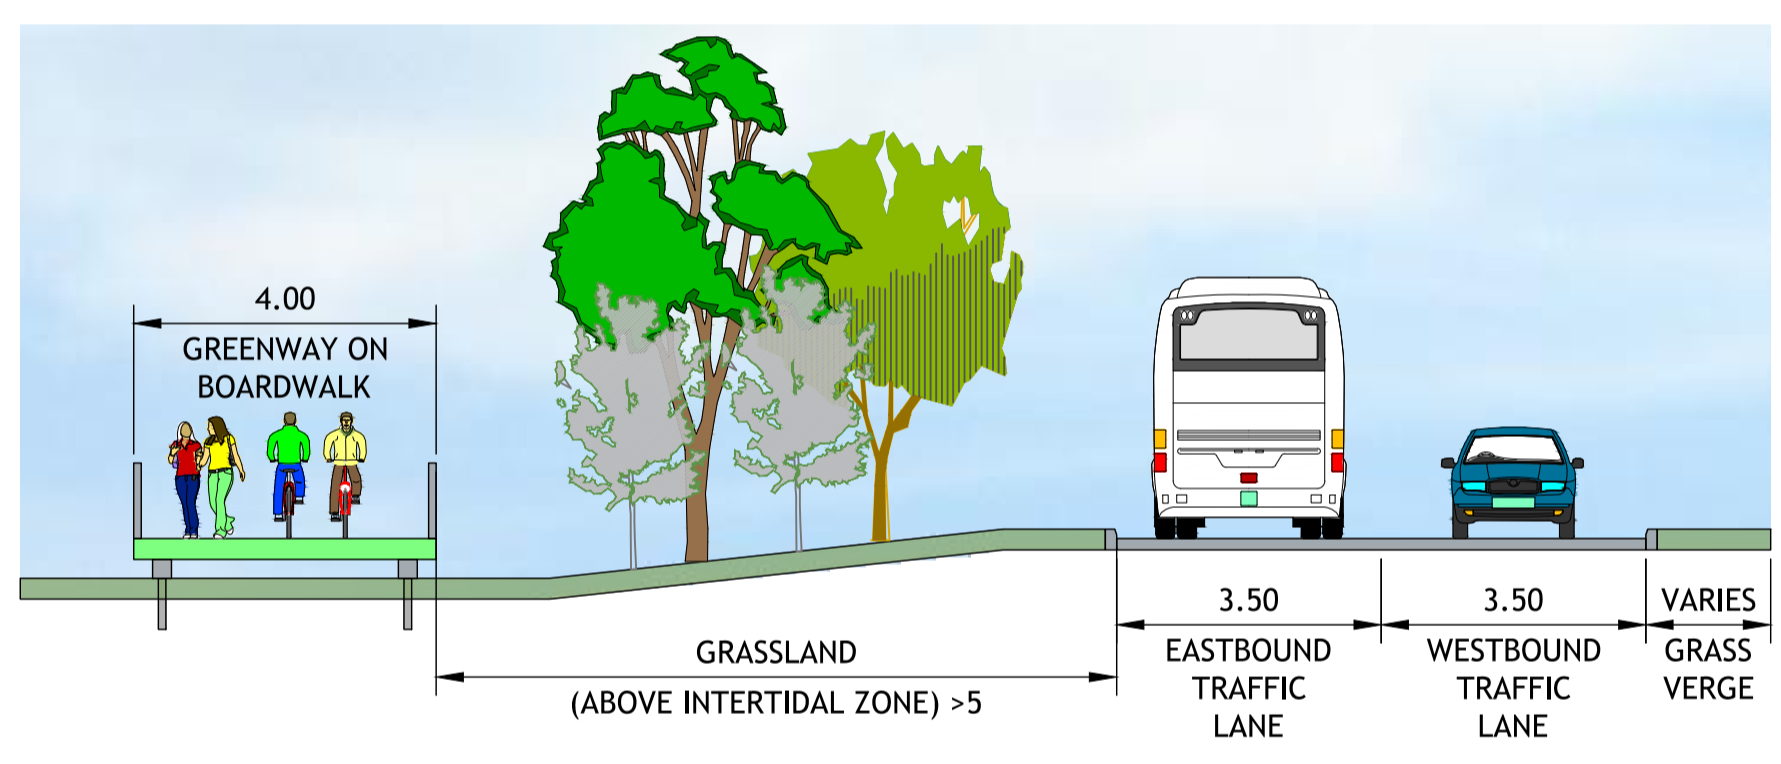 4.00
GREENWAY ON
BOARDWALK
GRASSLAND
(ABOVE INTERTIDAL ZONE) >5
3.50
EASTBOUND
TRAFFIC
LANE
3.50
WESTBOUND
TRAFFIC
LANE
VARIES
GRASS
VERGE